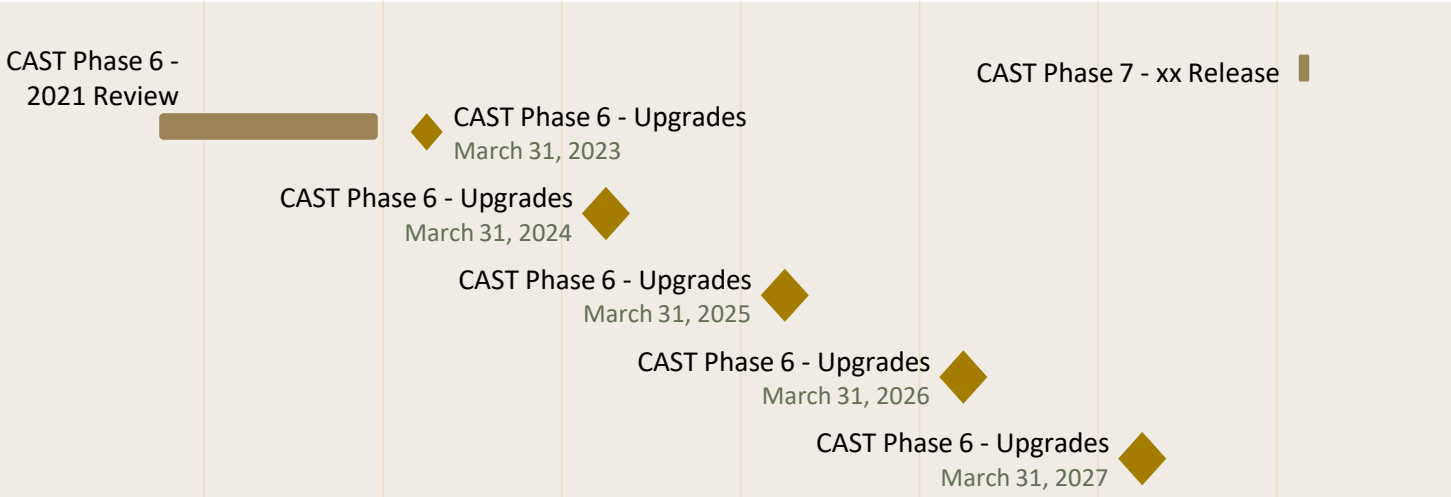 CAST Phase 6 -
2021 Review
CAST Phase 7 - xx Release
CAST Phase 6 - Upgrades
March 31, 2023
CAST Phase 6 - Upgrades
March 31, 2024
CAST Phase 6 - Upgrades
March 31, 2025
CAST Phase 6 - Upgrades
March 31, 2026
CAST Phase 6 - Upgrades
March 31, 2027